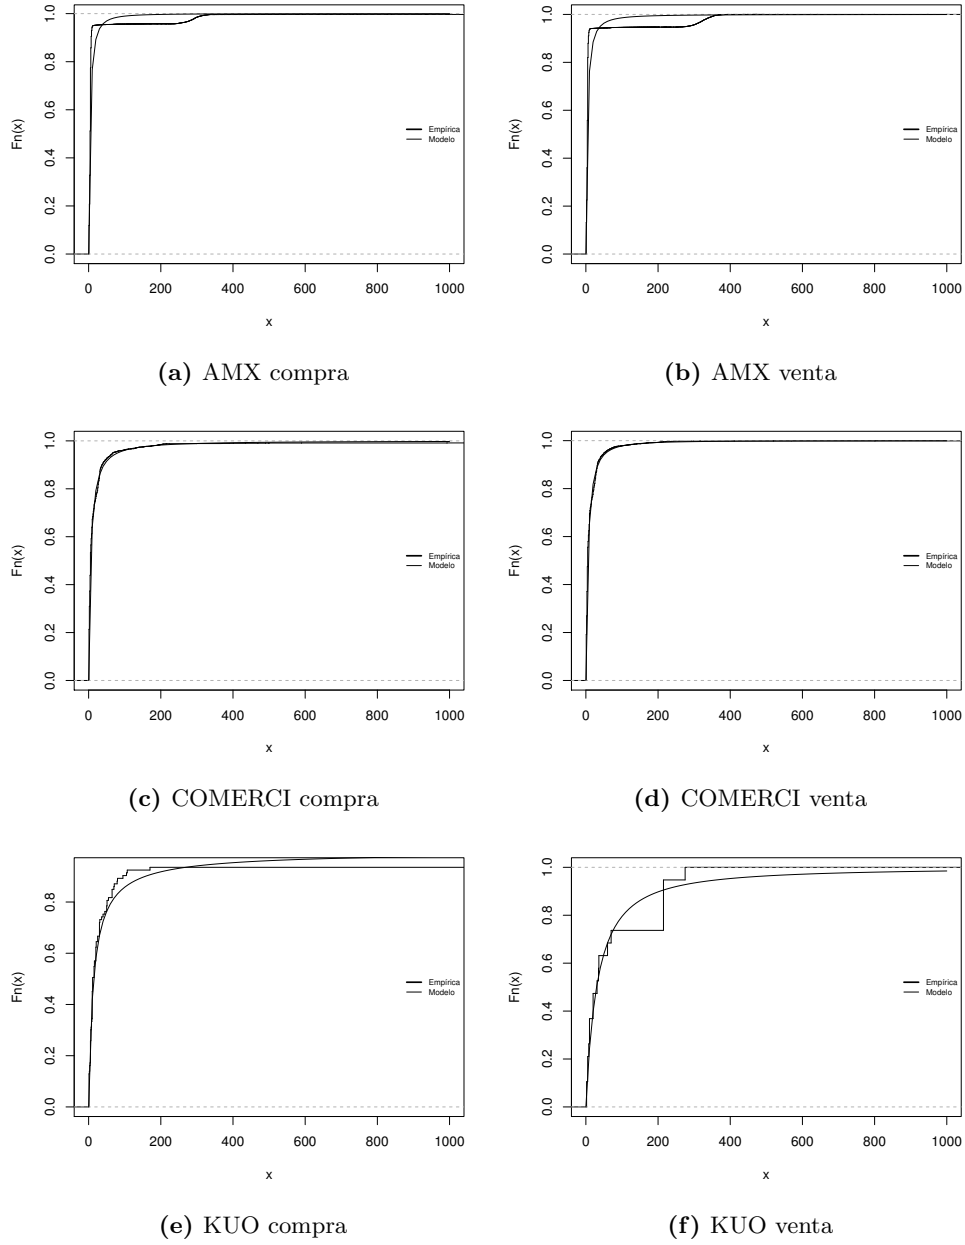 1.0
0.8
0.6
0.4
0.2
0.0
Fn(x)
Empírica
Modelo
0 200 400 600 800 1000
x
(a) AMX compra
1.0
0.8
0.6
0.4
0.2
0.0
Fn(x)
Empírica
Modelo
0 200 400 600 800 1000
x
(b) AMX venta
1.0
0.8
0.6
0.4
0.2
0.0
Fn(x)
Empírica
Modelo
0 200 400 600 800 1000
x
(c) COMERCI compra
1.0
0.8
0.6
0.4
0.2
0.0
Fn(x)
Empírica
Modelo
0 200 400 600 800 1000
x
(d) COMERCI venta
0.8
0.6
0.4
0.2
0.0
Fn(x)
Empírica
Modelo
0 200 400 600 800 1000
x
(e) KUO compra
1.0
0.8
0.6
0.4
0.2
0.0
Fn(x)
Empírica
Modelo
0 200 400 600 800 1000
x
(f) KUO venta